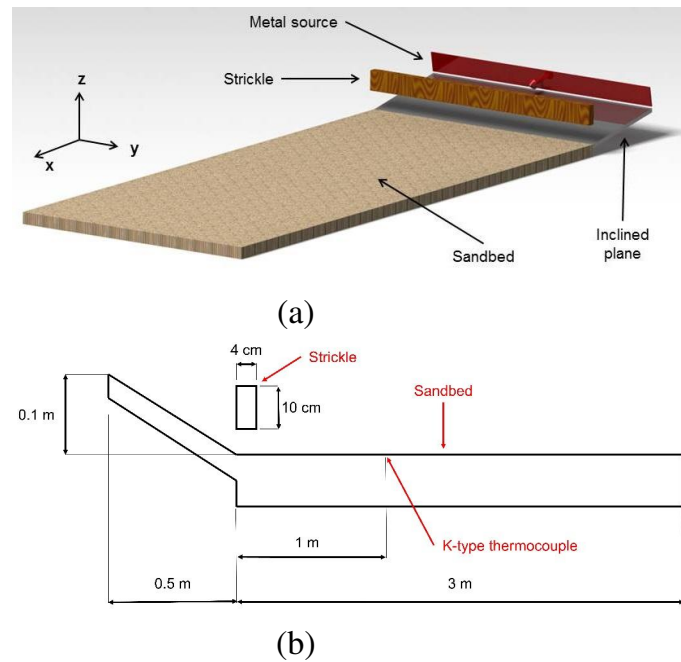 Metal source
Strickle
z
y
x
Sandbed
Inclined
plane
(a)
4 cm
Strickle
0.1 m
10 cm
Sandbed
1 m
K-type thermocouple
0.5 m
3 m
(b)